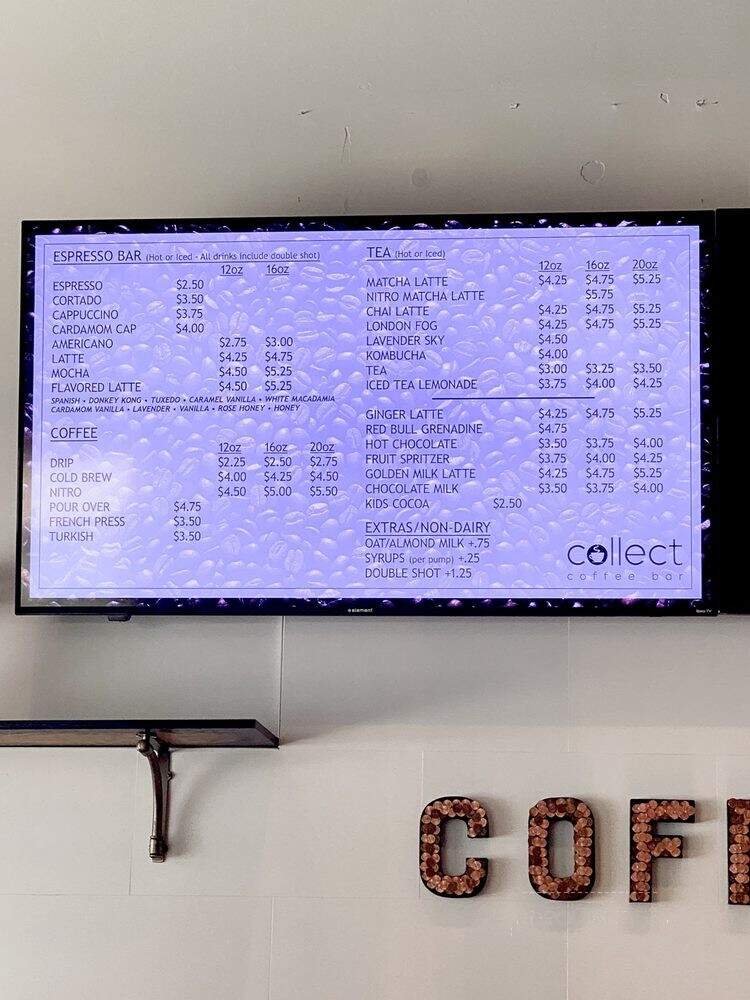 ESPRESSO BAR (Hot or Iced - All drinks include double shot)
12oz 16oz
ESPRESSO $2.50
CORTADO $3.50
CAPPUCCINO $3.75
CARDAMOM CAP $4.00
AMERICANO $2.75 $3.00
LATTE $4.25 $4.75
MOCHA $4.50 $5.25
FLAVORED LATTE $4.50 $5.25
SPANISH • DONKEY KONG • TUXEDO • CARAMEL VANILLA • WHITE MACADAMIA
CARDAMOM VANILLA • LAVENDER • VANILLA • ROSE HONEY • HONEY
COFFEE
12oz 16oz 20oz
DRIP $2.25 $2.50 $2.75
COLD BREW $4.00 $4.25 $4.50
NITRO $4.50 $5.00 $5.50
POUR OVER $4.75
FRENCH PRESS $3.50
TURKISH $3.50
TEA (Hot or Iced)
12oz 16oz 20oz
MATCHA LATTE $4.25 $4.75 $5.25
NITRO MATCHA LATTE $5.75
CHAI LATTE $4.25 $4.75 $5.25
LONDON FOG $4.25 $4.75 $5.25
LAVENDER SKY $4.50
KOMBUCHA $4.00
TEA $3.00 $3.25 $3.50
ICED TEA LEMONADE $3.75 $4.00 $4.25
GINGER LATTE $4.25 $4.75 $5.25
RED BULL GRENADINE $4.75
HOT CHOCOLATE $3.50 $3.75 $4.00
FRUIT SPRITZER $3.75 $4.00 $4.25
GOLDEN MILK LATTE $4.25 $4.75 $5.25
CHOCOLATE MILK $3.50 $3.75 $4.00
KIDS COCOA $2.50
EXTRAS/NON-DAIRY
OAT/ALMOND MILK +.75
SYRUPS (per pump) +.25
DOUBLE SHOT +1.25
collect
coffee bar
element
Roku TV
COF